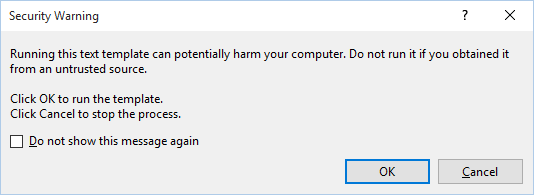 Security Warning
?
Running this text template can potentially harm your computer. Do not run it if you obtained it
from an untrusted source.
Click OK to run the template.
Click Cancel to stop the process.
Do not show this message again
OK
Cancel